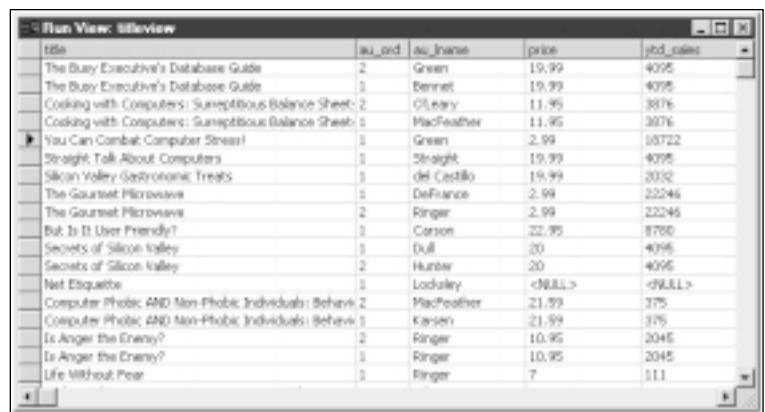 Run View: titleview
title au_ord au_lname price ytd_sales
The Busy Executive's Database Guide 2 Green 19.99 4095
The Busy Executive's Database Guide 1 Bennet 19.99 4095
Cooking with Computers: Surreptitious Balance Sheet 2 O'Leary 11.95 3876
Cooking with Computers: Surreptitious Balance Sheet 1 MacFeather 11.95 3876
You Can Combat Computer Stress! 1 Green 2.99 18722
Straight Talk About Computers 1 Straight 19.99 4095
Silicon Valley Gastronomic Treats 1 del Castillo 19.99 2032
The Gourmet Microwave 1 DeFrance 2.99 22246
The Gourmet Microwave 2 Ringer 2.99 22246
But Is It User Friendly? 1 Carson 22.95 8780
Secrets of Silicon Valley 1 Dull 20 4095
Secrets of Silicon Valley 2 Hunter 20 4095
Net Etiquette 1 Locksley <NULL> <NULL>
Computer Phobic AND Non-Phobic Individuals: Behavi 2 MacFeather 21.59 375
Computer Phobic AND Non-Phobic Individuals: Behavi 1 Karsen 21.59 375
Is Anger the Enemy? 2 Ringer 10.95 2045
Is Anger the Enemy? 1 Ringer 10.95 2045
Life Without Fear 1 Ringer 7 111